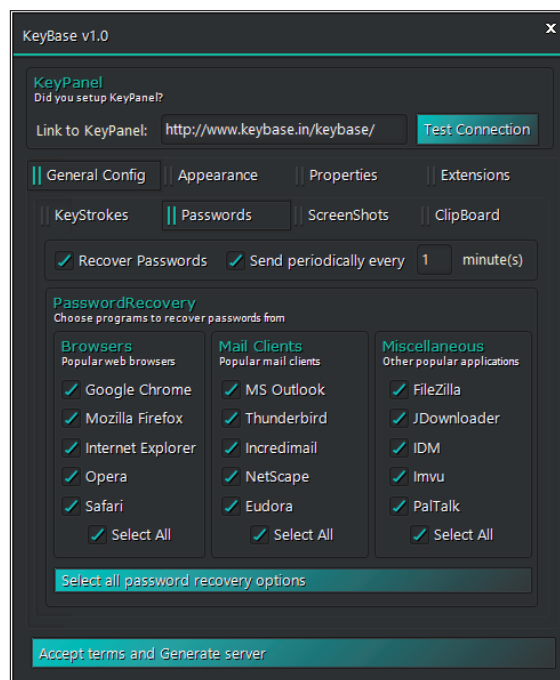 KeyBase v1.0
x
KeyPanel
Did you setup KeyPanel?
Link to KeyPanel: http://www.keybase.in/keybase/ Test Connection
General Config Appearance Properties Extensions
KeyStrokes Passwords ScreenShots ClipBoard
Recover Passwords Send periodically every 1 minute(s)
PasswordRecovery
Choose programs to recover passwords from
Browsers Mail Clients Miscellaneous
Popular web browsers Popular mail clients Other popular applications
Google Chrome MS Outlook FileZilla
Mozilla Firefox Thunderbird JDownloader
Internet Explorer Incredimail IDM
Opera NetScape Imvu
Safari Eudora PalTalk
Select All Select All Select All
Select all password recovery options
Accept terms and Generate server